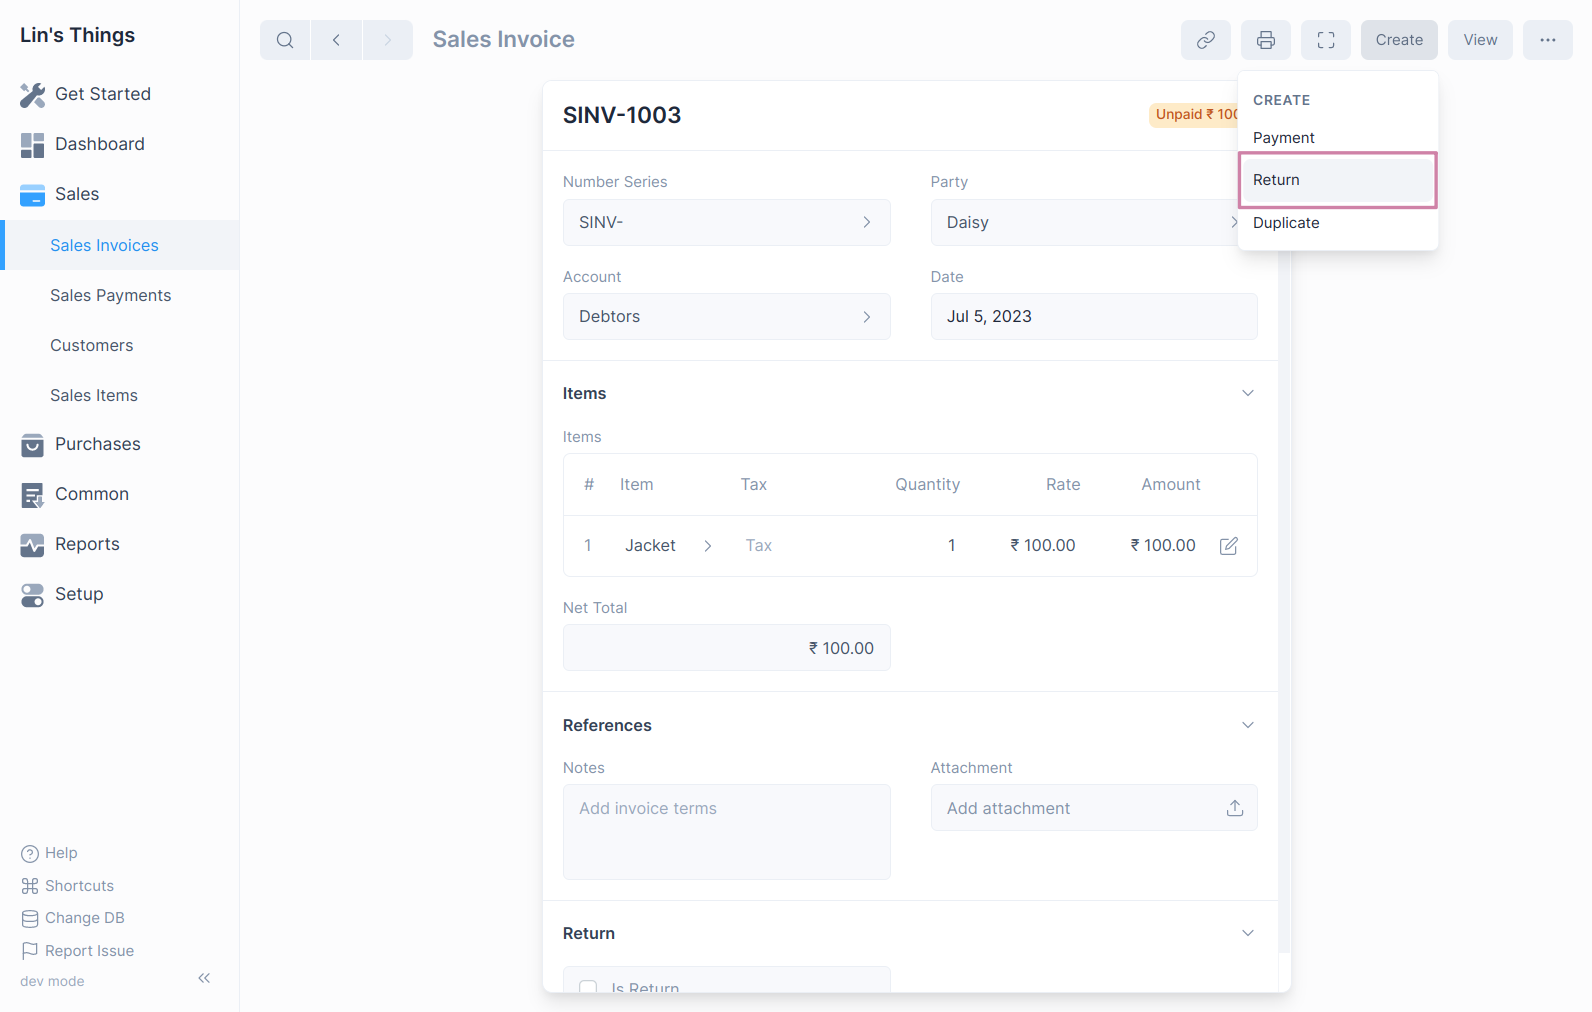 Lin's Things
Get Started
Dashboard
Sales
Sales Invoices
Sales Payments
Customers
Sales Items
Purchases
Common
Reports
Setup
Help
Shortcuts
Change DB
Report Issue
dev mode
Sales Invoice
Create
View
CREATE
Payment
Return
Duplicate
SINV-1003
Unpaid ₹ 100
Number Series
Party
SINV-
Daisy
Account
Date
Debtors
Jul 5, 2023
Items
Items
# Item Tax Quantity Rate Amount
1 Jacket Tax 1 ₹ 100.00 ₹ 100.00
Net Total
₹ 100.00
References
Notes
Attachment
Add invoice terms
Add attachment
Return
Is Return